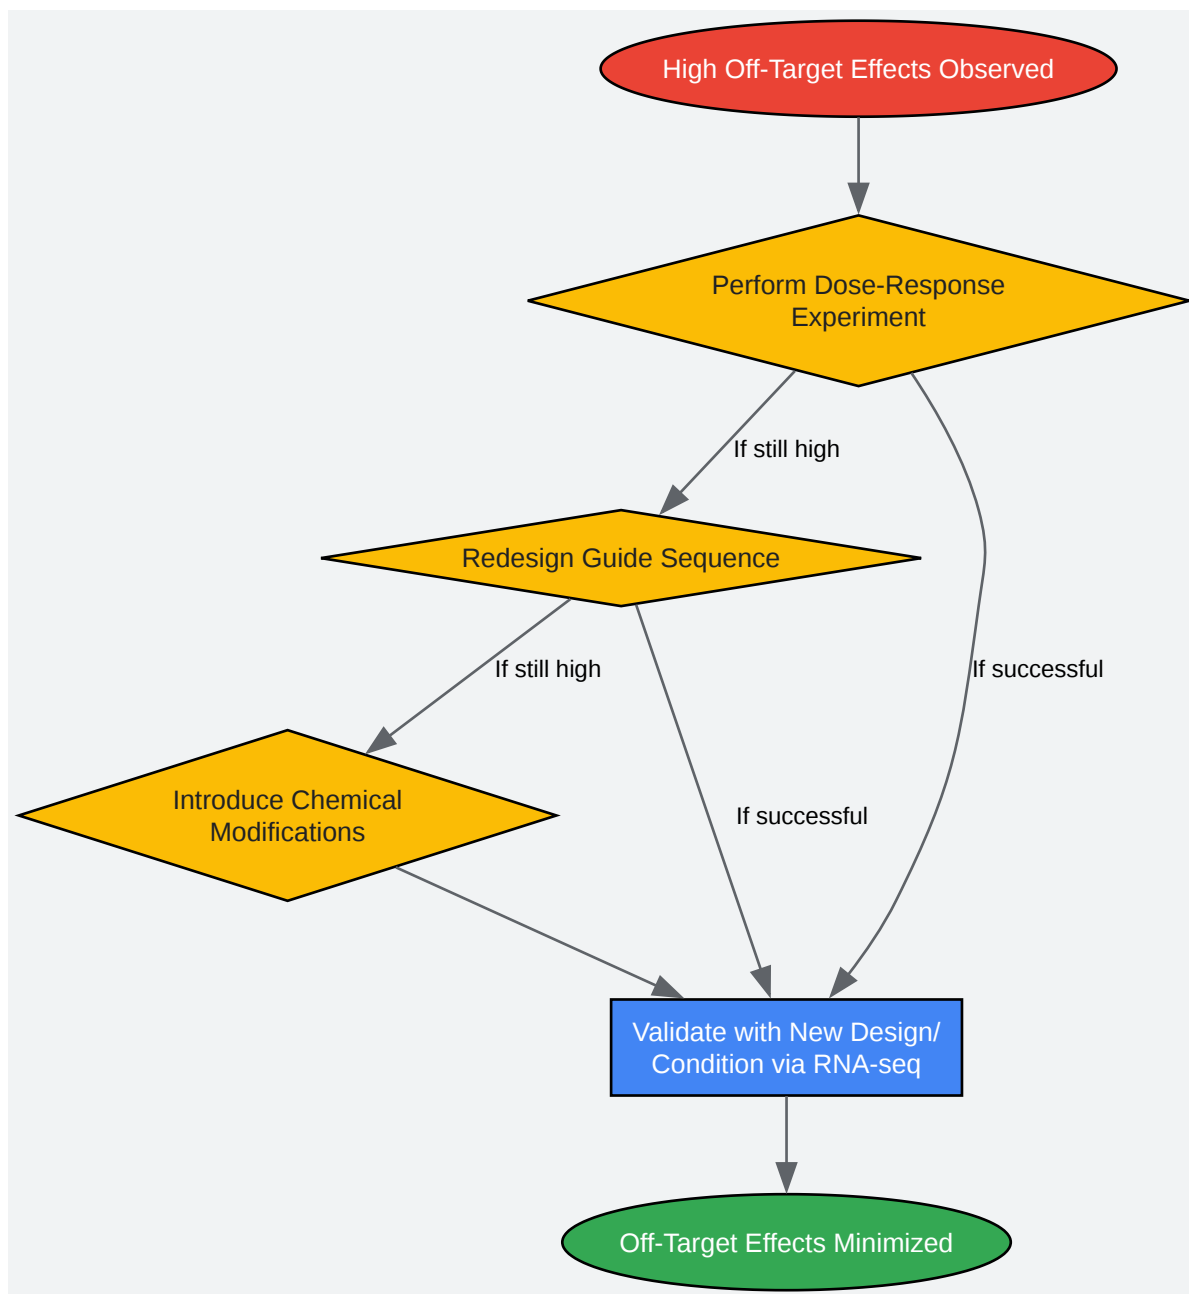 High Off-Target Effects Observed
Perform Dose-Response
Experiment
If still high
Redesign Guide Sequence
If still high
If successful
Introduce Chemical
Modifications
If successful
Validate with New Design/
Condition via RNA-seq
Off-Target Effects Minimized